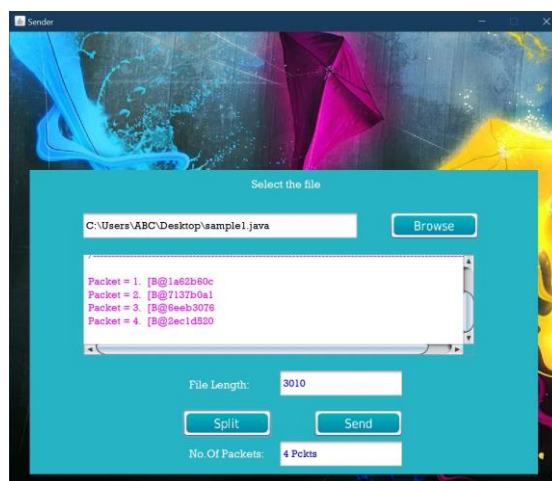 Sender
Select the file
C:\Users\ABC\Desktop\sample1.java
Browse
Packet = 1. [B@1a62b60c
Packet = 2. [B@7137b0a1
Packet = 3. [B@6eeb3076
Packet = 4. [B@2ec1d520
File Length:
3010
Split
Send
No.Of Packets:
4 Pckts